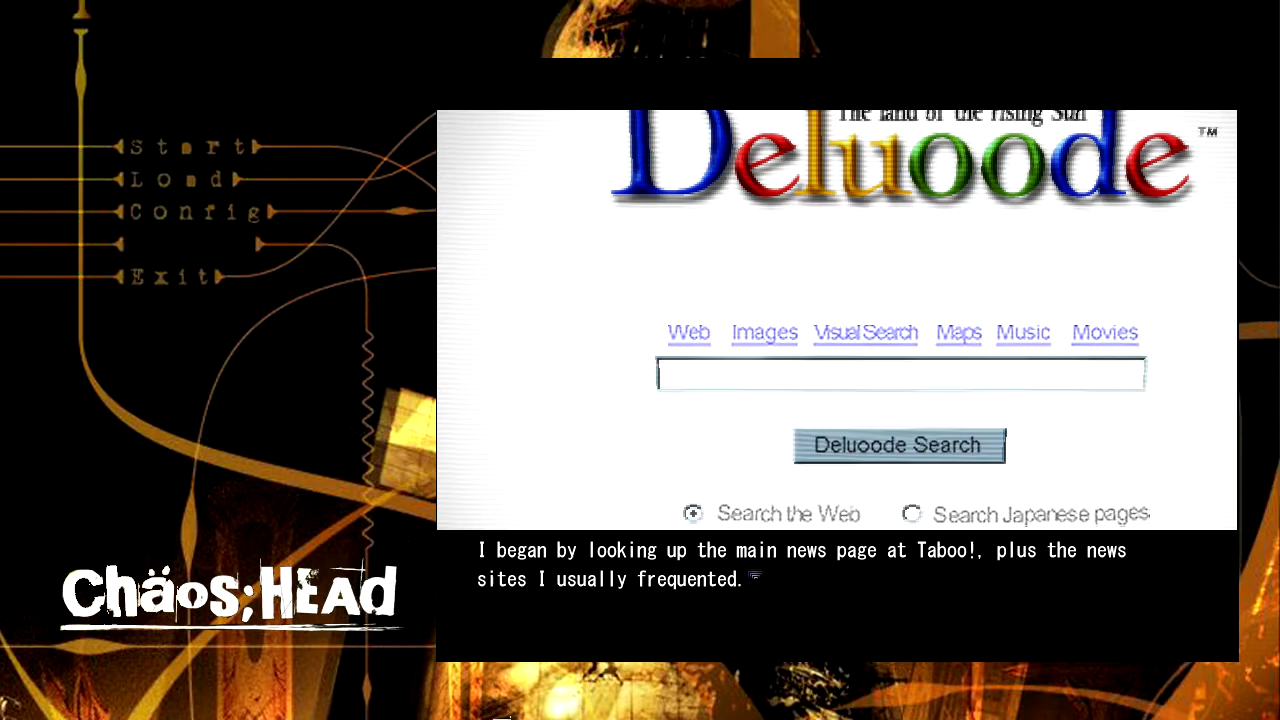 Start
Load
Config
Exit
The land of the rising Sun
Deluoode TM
Web Images Visual Search Maps Music Movies
Deluoode Search
Search the Web Search Japanese pages
I began by looking up the main news page at Taboo!, plus the news
sites I usually frequented.
Chäos;HEAd